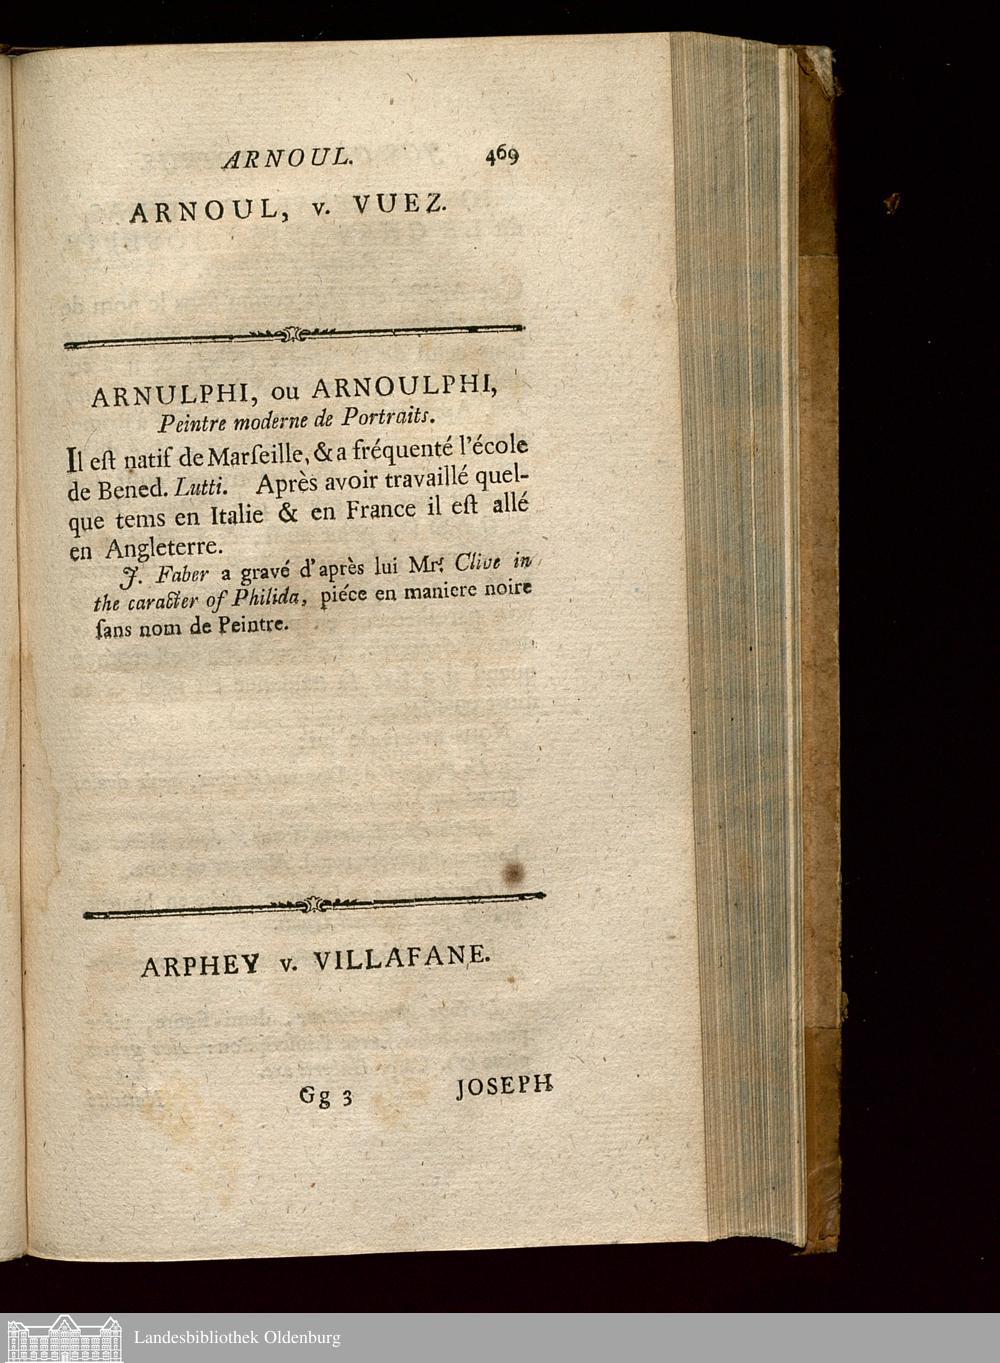 ARNOUL. 469
ARNOUL, v. VUEZ.
ARNULPHI, ou ARNOULPHI,
Peintre moderne de Portraits.
Il eſt natif de Marſeille, & a fréquenté l'école
de Bened. Lutti. Après avoir travaillé quel-
que tems en Italie & en France il eſt allé
en Angleterre.
J. Faber a gravé d'après lui Mrs. Clive in
the caracter of Philida, piéce en maniere noire
ſans nom de Peintre.
ARPHEY v. VILLAFANE.
Gg 3 JOSEPH
Landesbibliothek Oldenburg